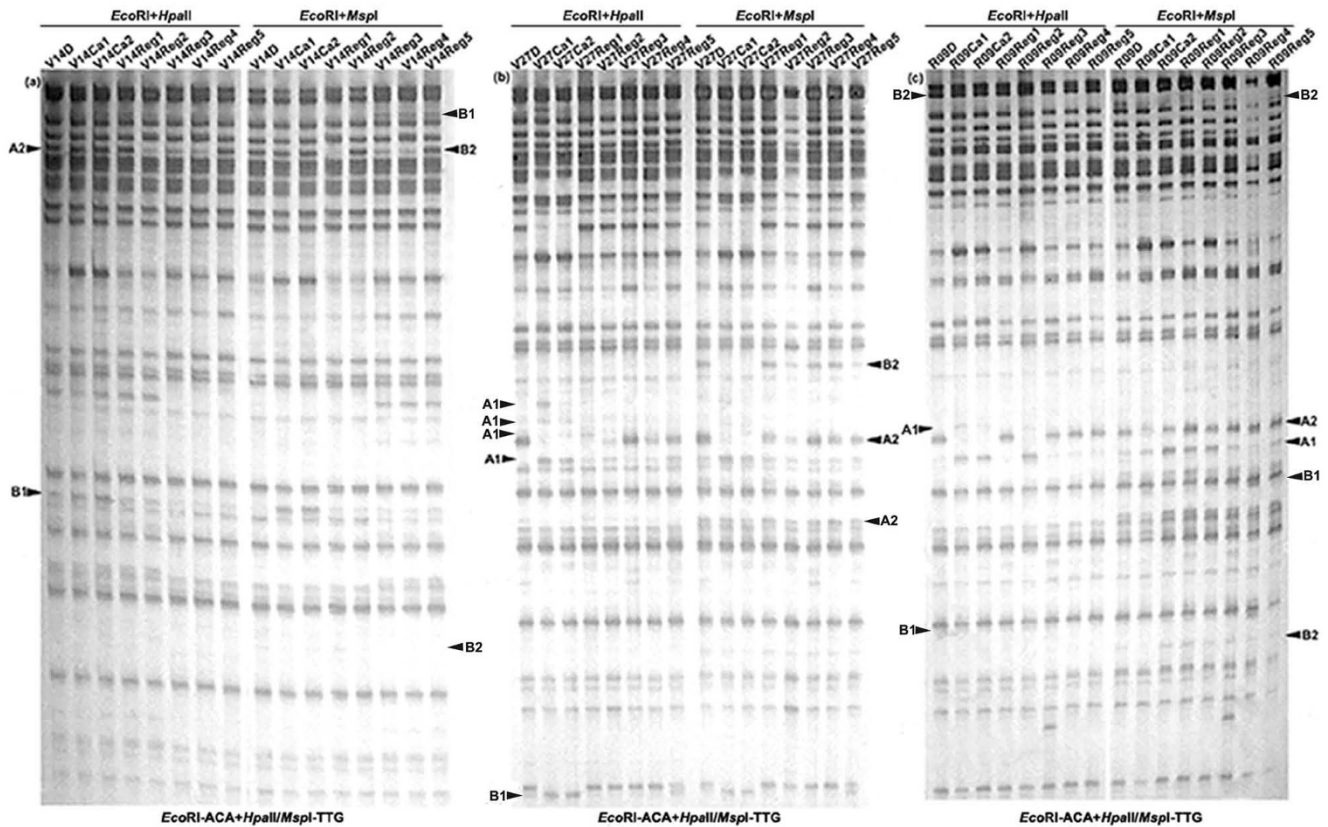 EcoRI+HpaII EcoRI+MspI
V14D V14Ca1 V14Ca2 V14Reg1 V14Reg2 V14Reg3 V14Reg4 V14Reg5 V14D V14Ca1 V14Ca2 V14Reg1 V14Reg2 V14Reg3 V14Reg4 V14Reg5
(a)
B1
A2 B2
B1
B2
EcoRI-ACA+HpaII/MspI-TTG
EcoRI+HpaII EcoRI+MspI
V27D V27Ca1 V27Ca2 V27Reg1 V27Reg2 V27Reg3 V27Reg4 V27Reg5 V27D V27Ca1 V27Ca2 V27Reg1 V27Reg2 V27Reg3 V27Reg4 V27Reg5
(b)
B2
A1
A1
A1 A2
A1
A2
B1
EcoRI-ACA+HpaII/MspI-TTG
EcoRI+HpaII EcoRI+MspI
R09D R09Ca1 R09Ca2 R09Reg1 R09Reg2 R09Reg3 R09Reg4 R09Reg5 R09D R09Ca1 R09Ca2 R09Reg1 R09Reg2 R09Reg3 R09Reg4 R09Reg5
(c)
B2 B2
A2
A1
A1
B1
B1
B2
EcoRI-ACA+HpaII/MspI-TTG